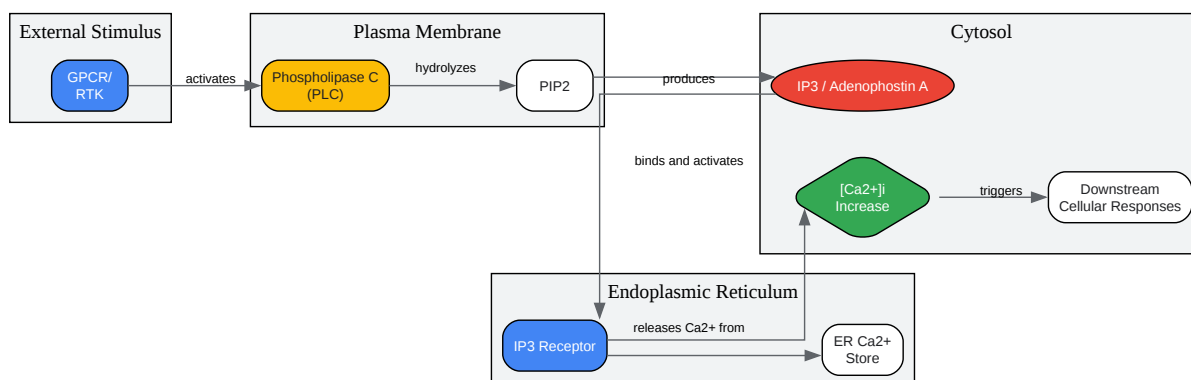 External Stimulus
GPCR/
RTK
activates
Plasma Membrane
Phospholipase C
(PLC)
hydrolyzes
PIP2
produces
Cytosol
IP3 / Adenophostin A
binds and activates
[Ca2+]i
Increase
triggers
Downstream
Cellular Responses
Endoplasmic Reticulum
IP3 Receptor
releases Ca2+ from
ER Ca2+
Store